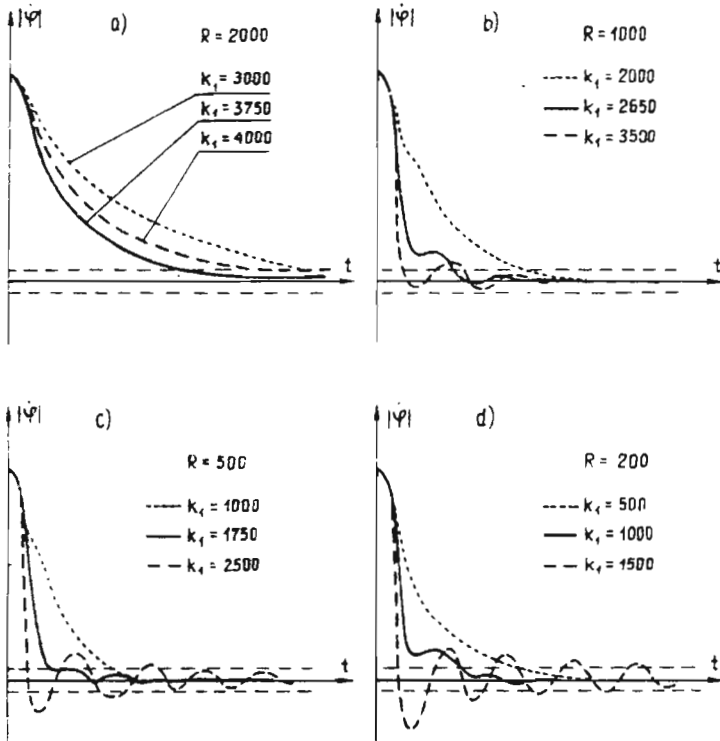 |φ̇|
a)
R = 2000
k₁ = 3000
k₁ = 3750
k₁ = 4000
t
|φ̇|
b)
R = 1000
k₁ = 2000
k₁ = 2650
k₁ = 3500
t
|φ̇|
c)
R = 500
k₁ = 1000
k₁ = 1750
k₁ = 2500
t
|φ̇|
d)
R = 200
k₁ = 500
k₁ = 1000
k₁ = 1500
t